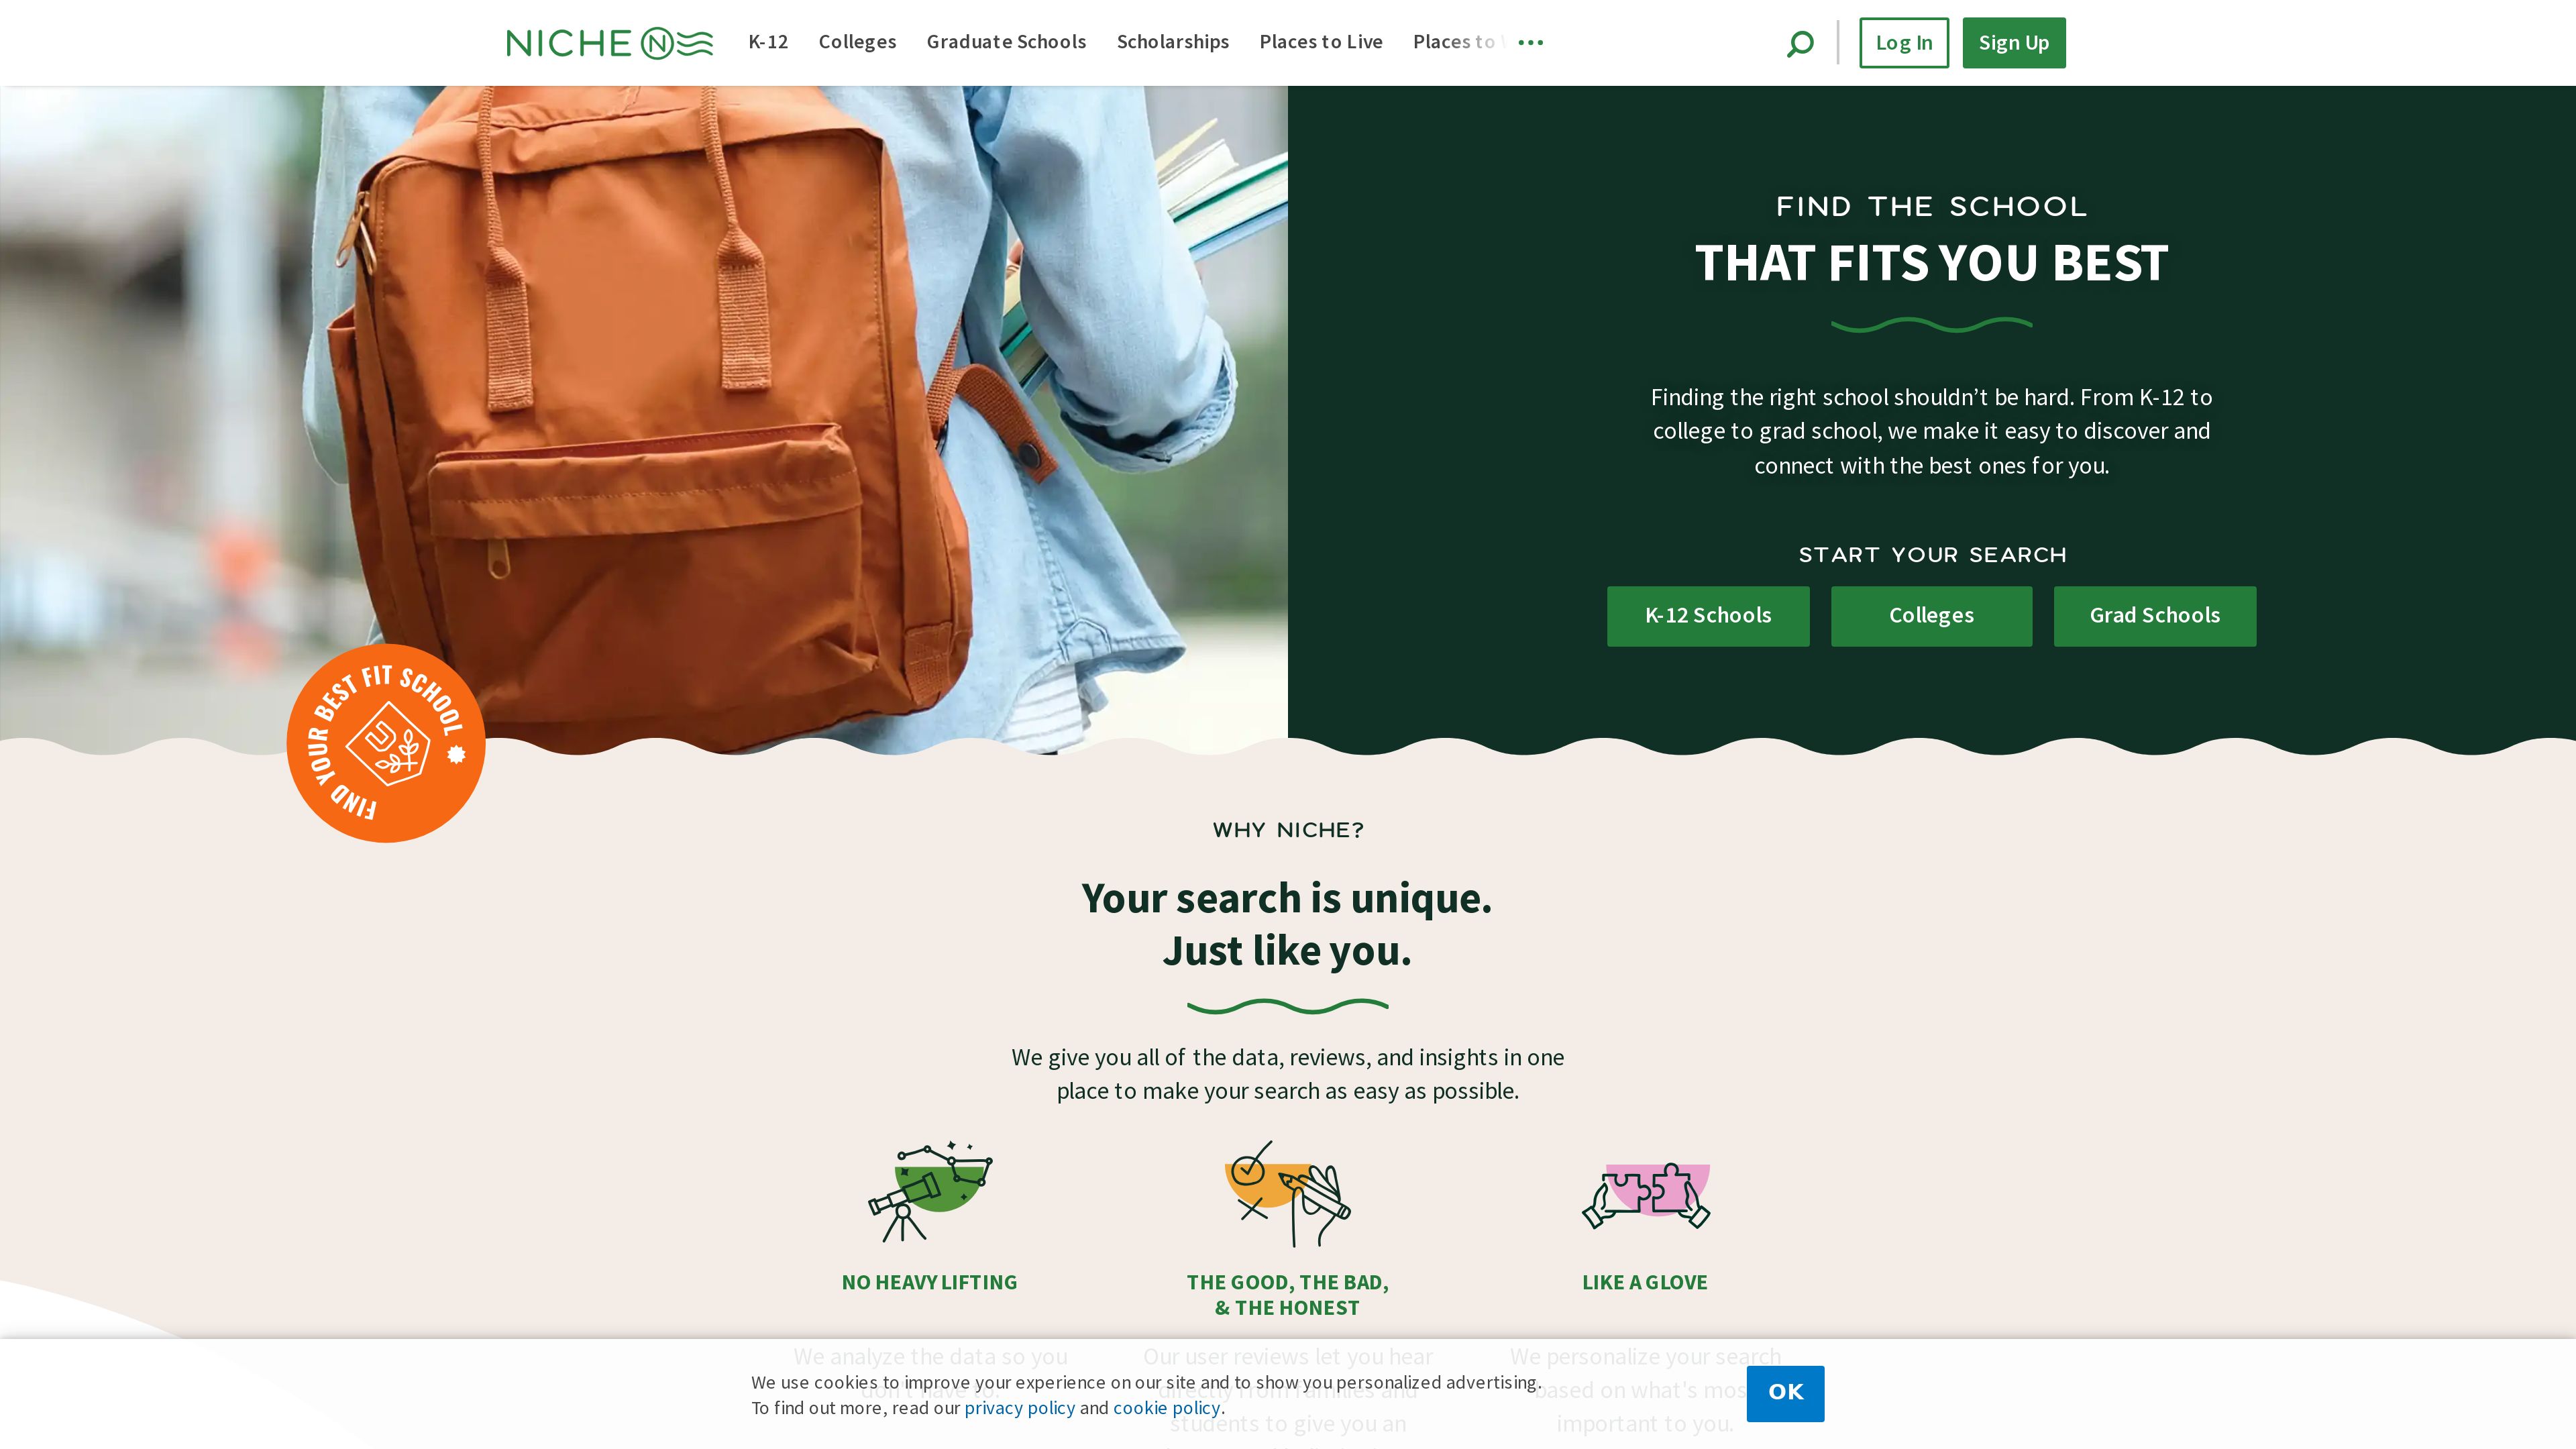 NICHE N
K-12
Colleges
Graduate Schools
Scholarships
Places to Live
Places to
Log In
Sign Up
FIND THE SCHOOL
THAT FITS YOU BEST
Finding the right school shouldn’t be hard. From K-12 to
college to grad school, we make it easy to discover and
connect with the best ones for you.
START YOUR SEARCH
K-12 Schools
Colleges
Grad Schools
FIND YOUR BEST FIT SCHOOL
WHY NICHE?
Your search is unique.
Just like you.
We give you all of the data, reviews, and insights in one
place to make your search as easy as possible.
NO HEAVY LIFTING
THE GOOD, THE BAD,
& THE HONEST
LIKE A GLOVE
We analyze the data so you
don't have to.
Our user reviews let you hear
directly from families and
students to give you an
We personalize your search
based on what's mos
important to you.
We use cookies to improve your experience on our site and to show you personalized advertising.
To find out more, read our privacy policy and cookie policy.
OK